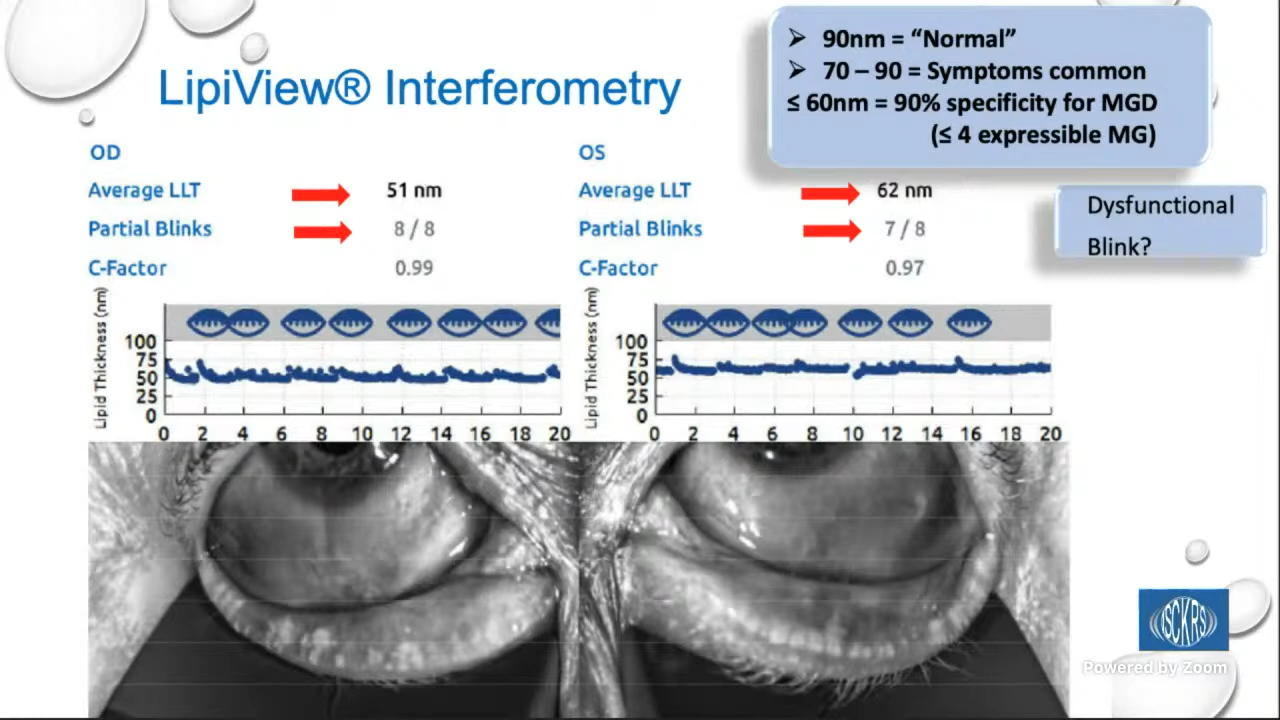 LipiView® Interferometry
➤ 90nm = “Normal”
➤ 70 – 90 = Symptoms common
≤ 60nm = 90% specificity for MGD
(≤ 4 expressible MG)
Dysfunctional
Blink?
OD
Average LLT 51 nm
Partial Blinks 8 / 8
C-Factor 0.99
Lipid Thickness (nm)
100
75
50
25
0
0 2 4 6 8 10 12 14 16 18 20
OS
Average LLT 62 nm
Partial Blinks 7 / 8
C-Factor 0.97
Lipid Thickness (nm)
100
75
50
25
0
0 2 4 6 8 10 12 14 16 18 20
ISCKRS
Powered by Zoom